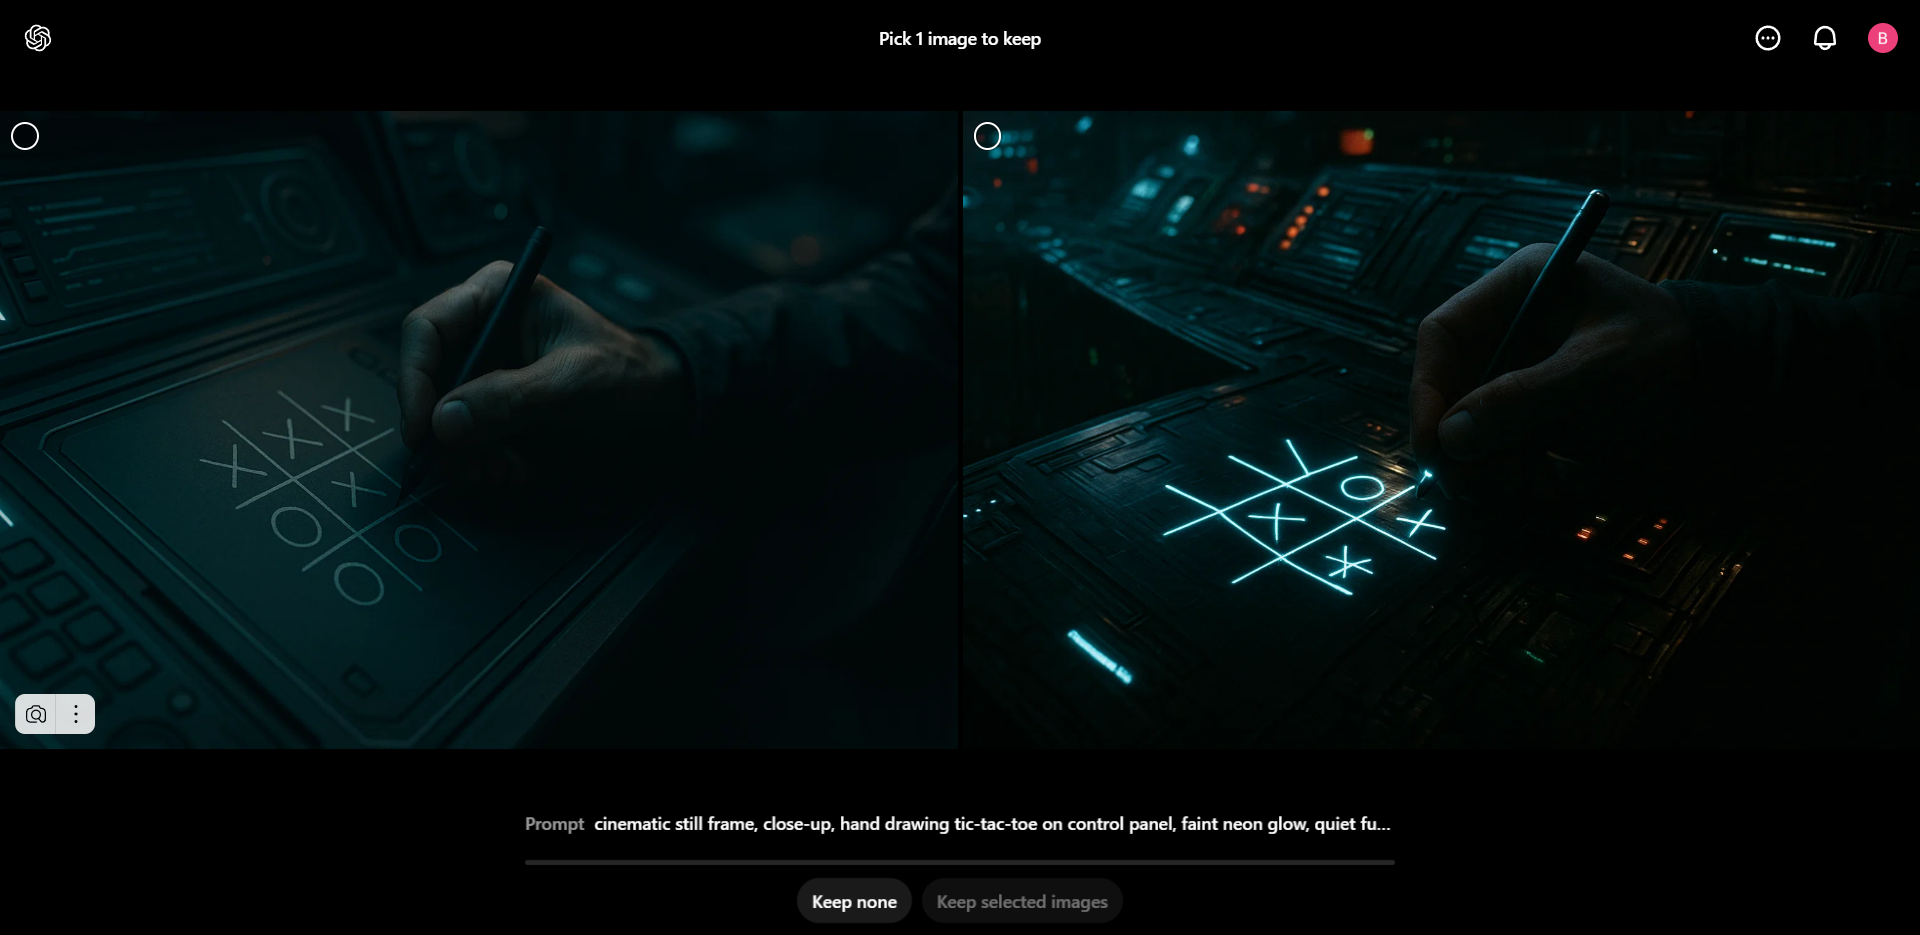 Pick 1 image to keep
B
X
X
X
X
O
O
O
O
X
X
Prompt cinematic still frame, close-up, hand drawing tic-tac-toe on control panel, faint neon glow, quiet fu...
Keep none
Keep selected images